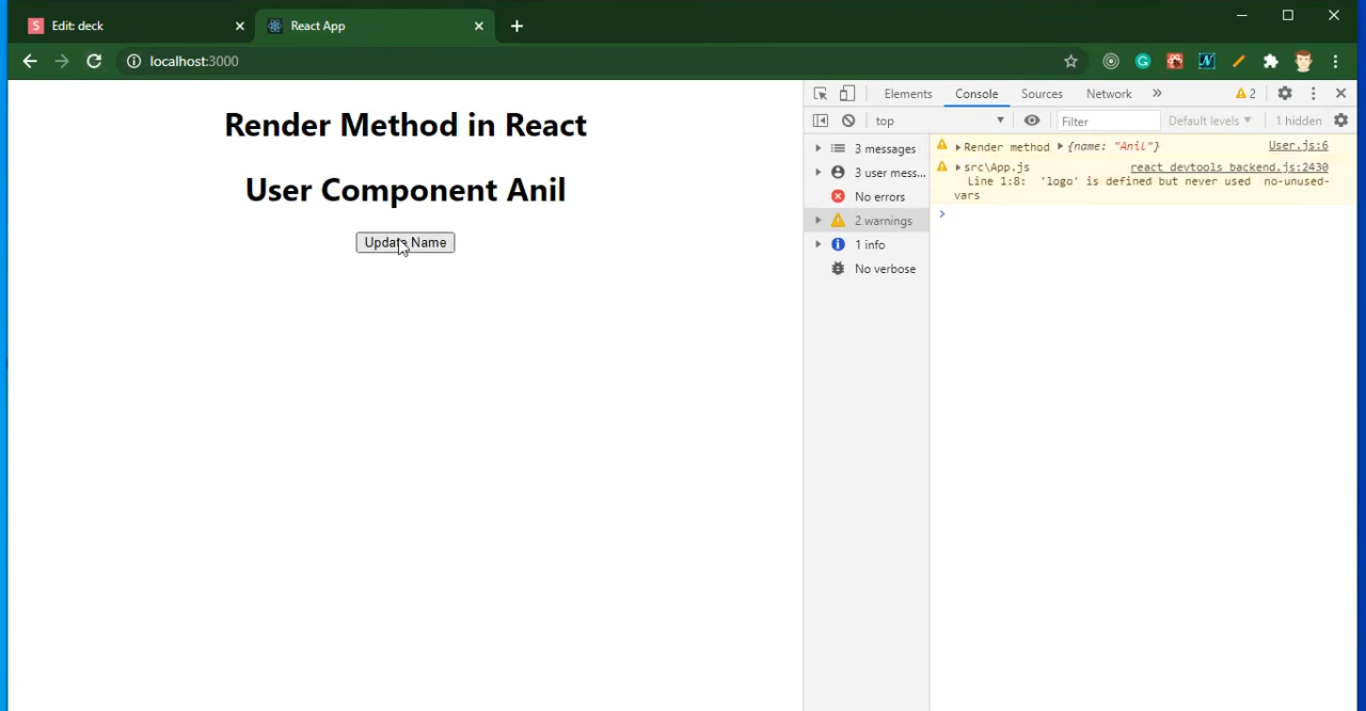 S Edit: deck
React App
localhost:3000
Render Method in React
User Component Anil
Update Name
Elements Console Sources Network » 2
top Filter Default levels 1 hidden
3 messages
3 user mess...
No errors
2 warnings
1 info
No verbose
Render method {name: "Anil"} User.js:6
src\App.js react_devtools_backend.js:2430
Line 1:8: 'logo' is defined but never used no-unused-
vars